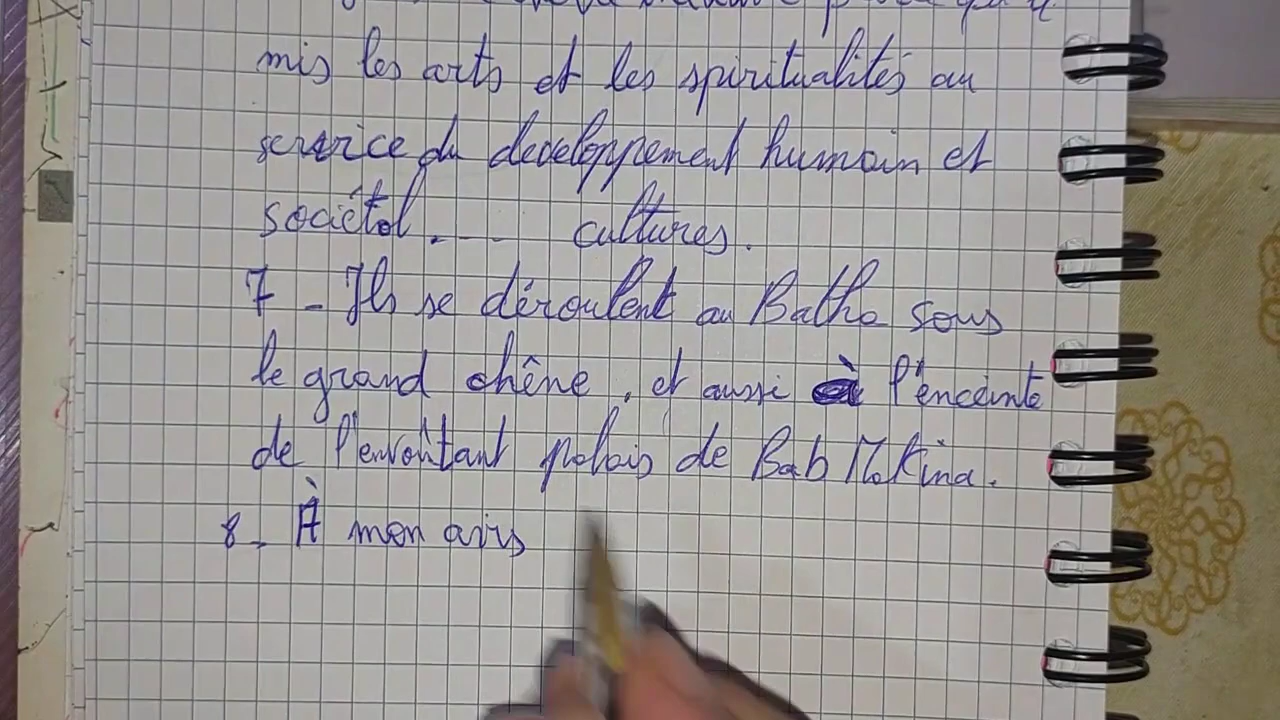 mis les arts et les spiritualités au
service du developpement humain et
sociétal. - - cultures.
7 - Ils se déroulent au Batha sous
le grand chêne, et aussi à l'enceinte
de l'envoûtant palais de Bab Makina.
8 - À mon avis